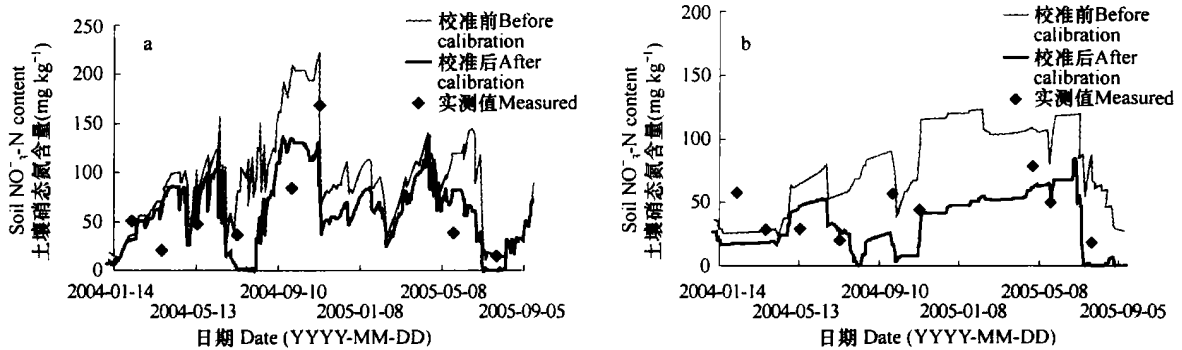 Soil NO₃⁻-N content
土壤硝态氮含量(mg kg⁻¹)
250
200
150
100
50
0
a
校准前Before
calibration
校准后After
calibration
实测值Measured
2004-01-14
2004-09-10
2005-05-08
2004-05-13
2005-01-08
2005-09-05
日期 Date (YYYY-MM-DD)
Soil NO₃⁻-N content
土壤硝态氮含量(mg kg⁻¹)
200
150
100
50
0
b
校准前Before
calibration
校准后After
calibration
实测值Measured
2004-01-14
2004-09-10
2005-05-08
2004-05-13
2005-01-08
2005-09-05
日期 Date (YYYY-MM-DD)